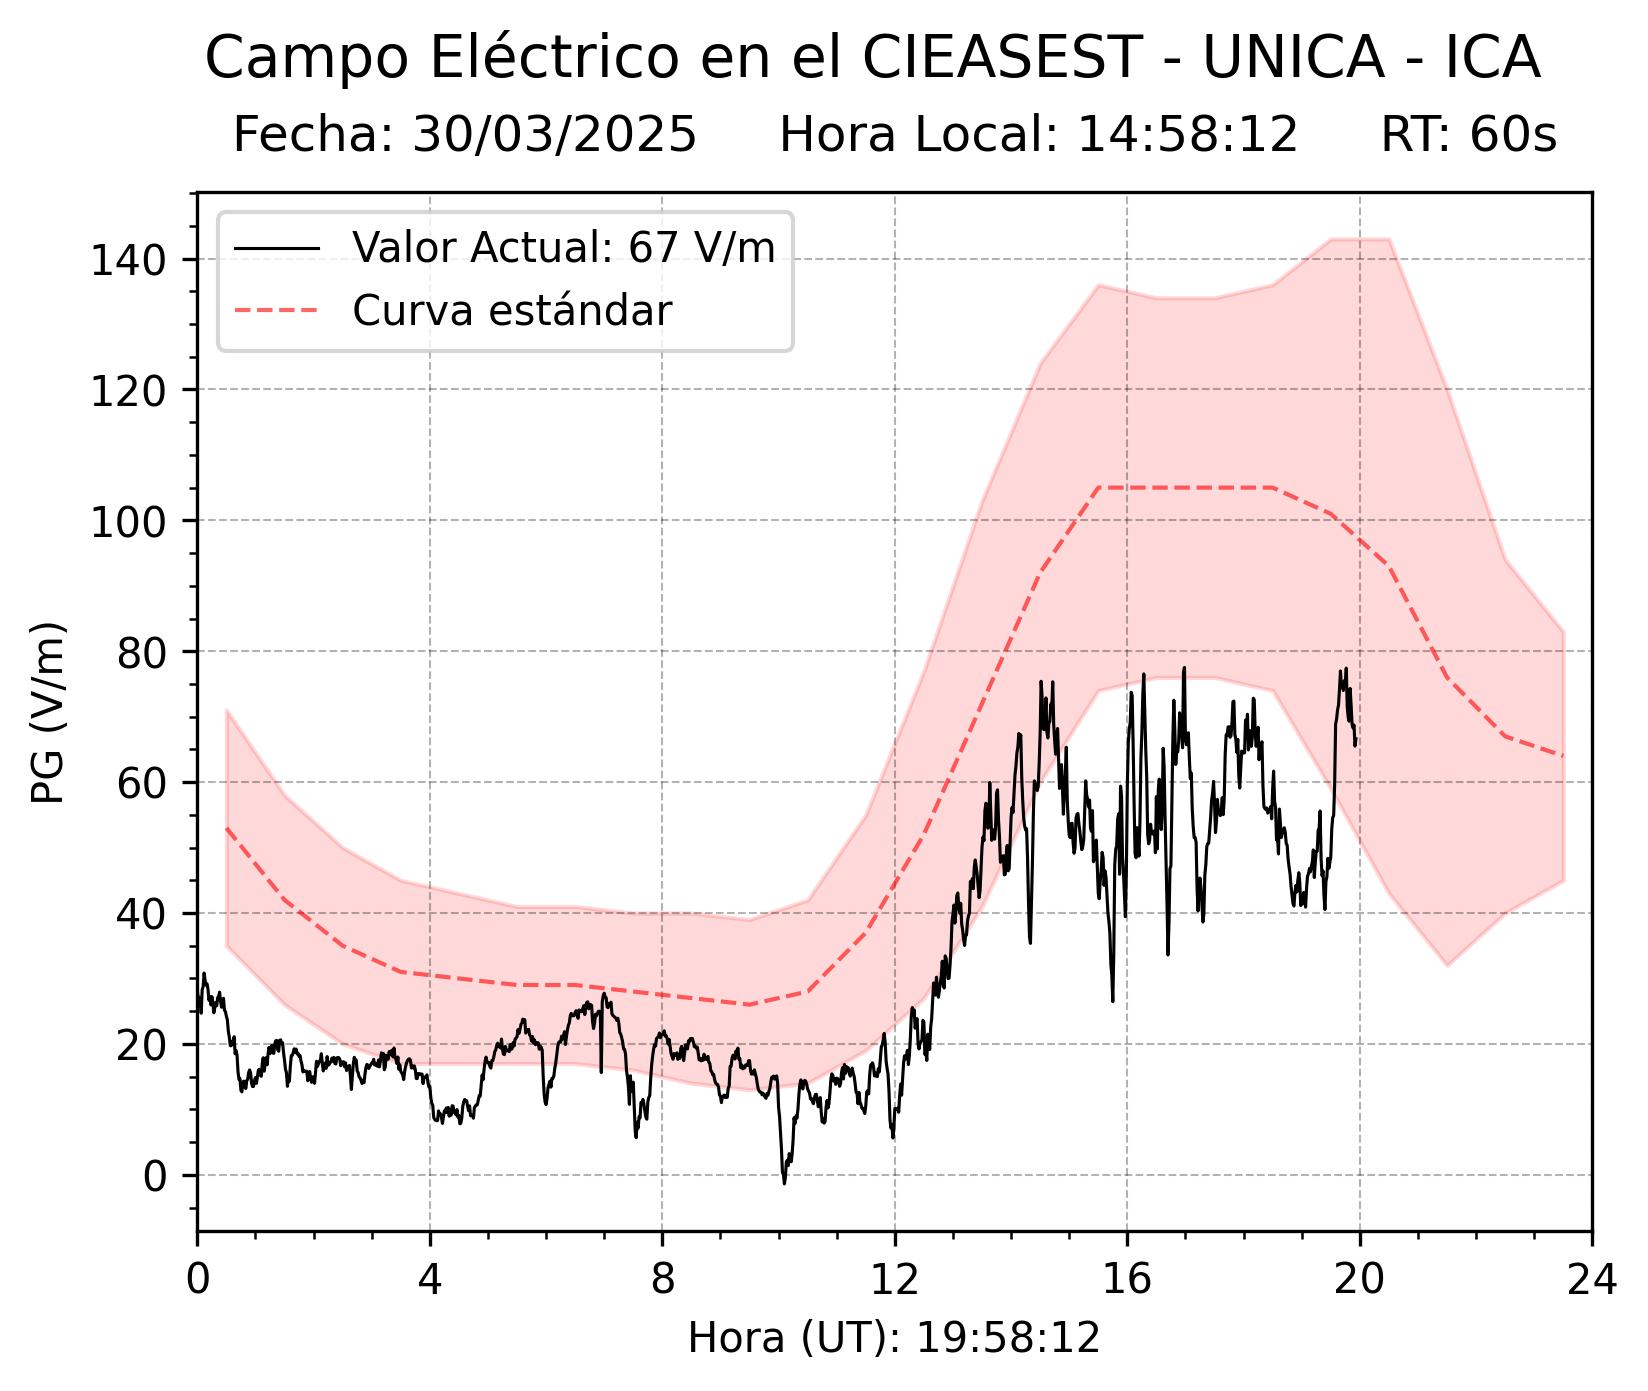 Campo Eléctrico en el CIEASEST - UNICA - ICA
Fecha: 30/03/2025 Hora Local: 14:58:12 RT: 60s
Valor Actual: 67 V/m
Curva estándar
140
120
100
80
60
40
20
0
PG (V/m)
0 4 8 12 16 20 24
Hora (UT): 19:58:12